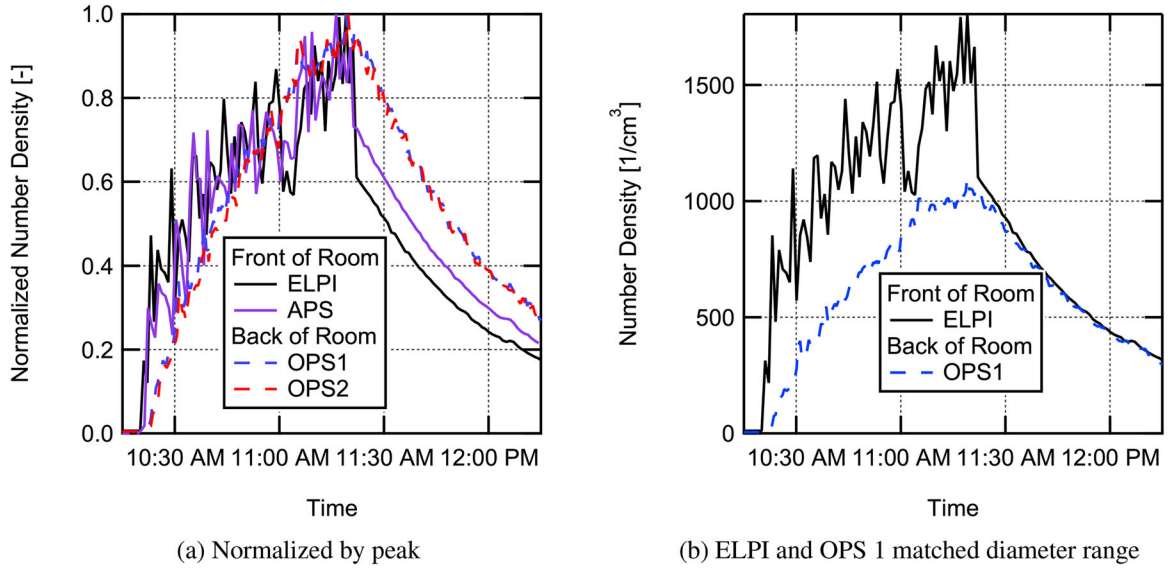 Normalized Number Density [-]
1.0
0.8
0.6
0.4
0.2
0.0
Front of Room
ELPI
APS
Back of Room
OPS1
OPS2
10:30 AM 11:00 AM 11:30 AM 12:00 PM
Time
(a) Normalized by peak
Number Density [1/cm³]
1500
1000
500
0
Front of Room
ELPI
Back of Room
OPS1
10:30 AM 11:00 AM 11:30 AM 12:00 PM
Time
(b) ELPI and OPS 1 matched diameter range